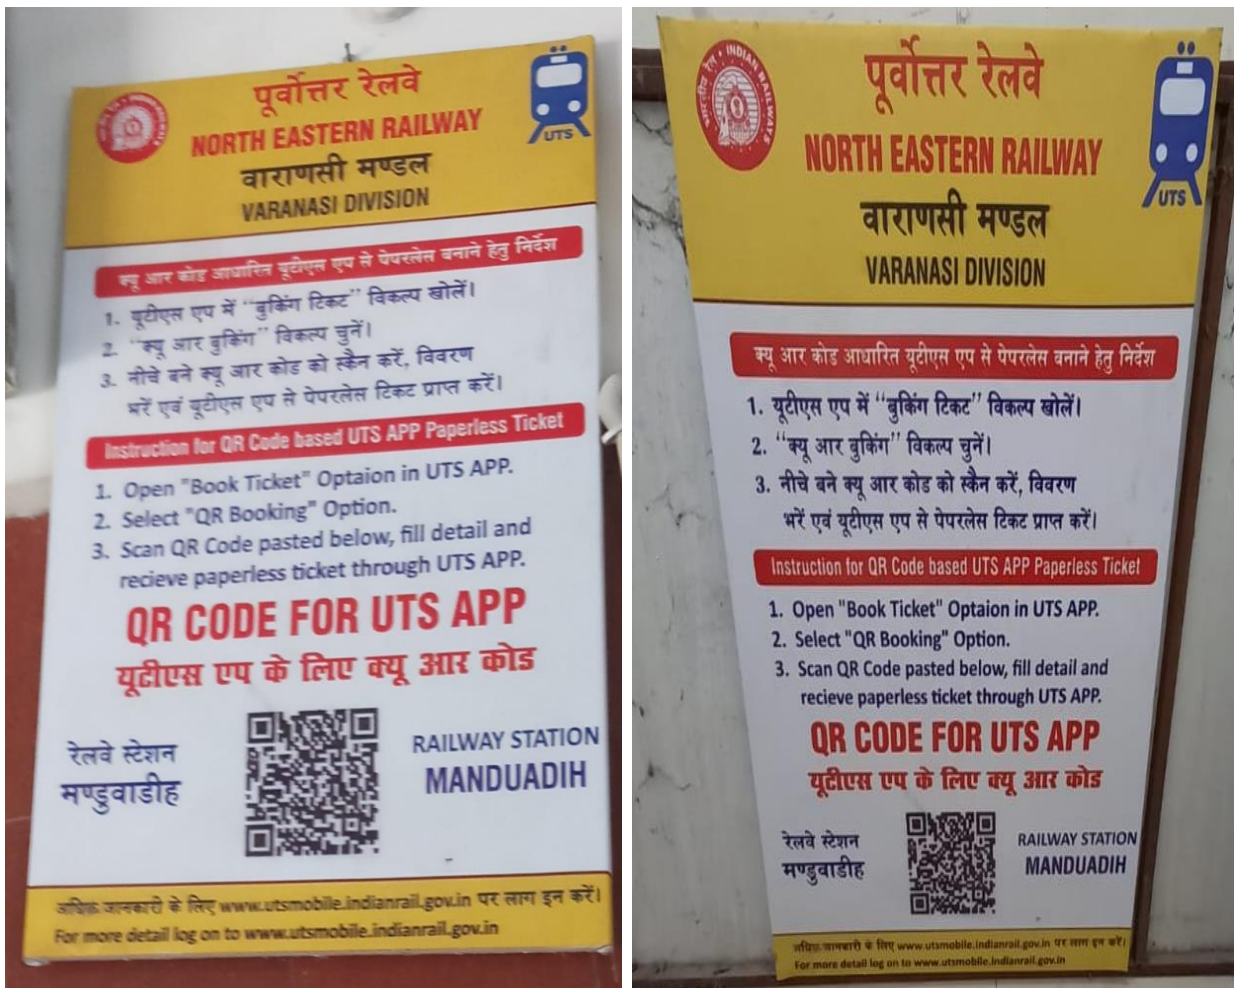 पूर्वोत्तर रेलवे
NORTH EASTERN RAILWAY
वाराणसी मण्डल
VARANASI DIVISION
UTS
क्यू आर कोड आधारित यूटीएस एप से पेपरलेस बनाने हेतु निर्देश
1. यूटीएस एप में “बुकिंग टिकट” विकल्प खोलें।
2. “क्यू आर बुकिंग” विकल्प चुनें।
3. नीचे बने क्यू आर कोड को स्कैन करें, विवरण
भरें एवं यूटीएस एप से पेपरलेस टिकट प्राप्त करें।
Instruction for QR Code based UTS APP Paperless Ticket
1. Open "Book Ticket" Optaion in UTS APP.
2. Select "QR Booking" Option.
3. Scan QR Code pasted below, fill detail and
recieve paperless ticket through UTS APP.
QR CODE FOR UTS APP
यूटीएस एप के लिए क्यू आर कोड
रेलवे स्टेशन
मण्डुवाडीह
RAILWAY STATION
MANDUADIH
अधिक जानकारी के लिए www.utsmobile.indianrail.gov.in पर लाग इन करें।
For more detail log on to www.utsmobile.indianrail.gov.in
भारतीय रेल • INDIAN RAILWAYS
पूर्वोत्तर रेलवे
NORTH EASTERN RAILWAY
वाराणसी मण्डल
VARANASI DIVISION
UTS
क्यू आर कोड आधारित यूटीएस एप से पेपरलेस बनाने हेतु निर्देश
1. यूटीएस एप में “बुकिंग टिकट” विकल्प खोलें।
2. “क्यू आर बुकिंग” विकल्प चुनें।
3. नीचे बने क्यू आर कोड को स्कैन करें, विवरण
भरें एवं यूटीएस एप से पेपरलेस टिकट प्राप्त करें।
Instruction for QR Code based UTS APP Paperless Ticket
1. Open "Book Ticket" Optaion in UTS APP.
2. Select "QR Booking" Option.
3. Scan QR Code pasted below, fill detail and
recieve paperless ticket through UTS APP.
QR CODE FOR UTS APP
यूटीएस एप के लिए क्यू आर कोड
रेलवे स्टेशन
मण्डुवाडीह
RAILWAY STATION
MANDUADIH
अधिक जानकारी के लिए www.utsmobile.indianrail.gov.in पर लाग इन करें।
For more detail log on to www.utsmobile.indianrail.gov.in